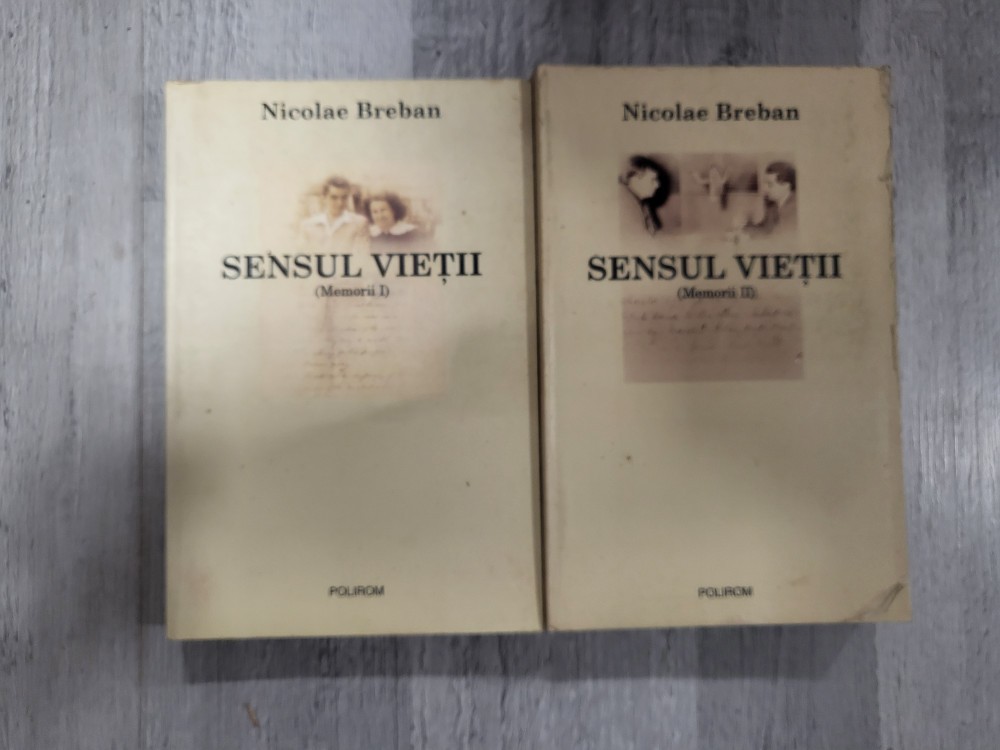 Nicolae Breban
SENSUL VIEȚII
(Memorii I)
POLIROM
Nicolae Breban
SENSUL VIEȚII
(Memorii II)
POLIROM